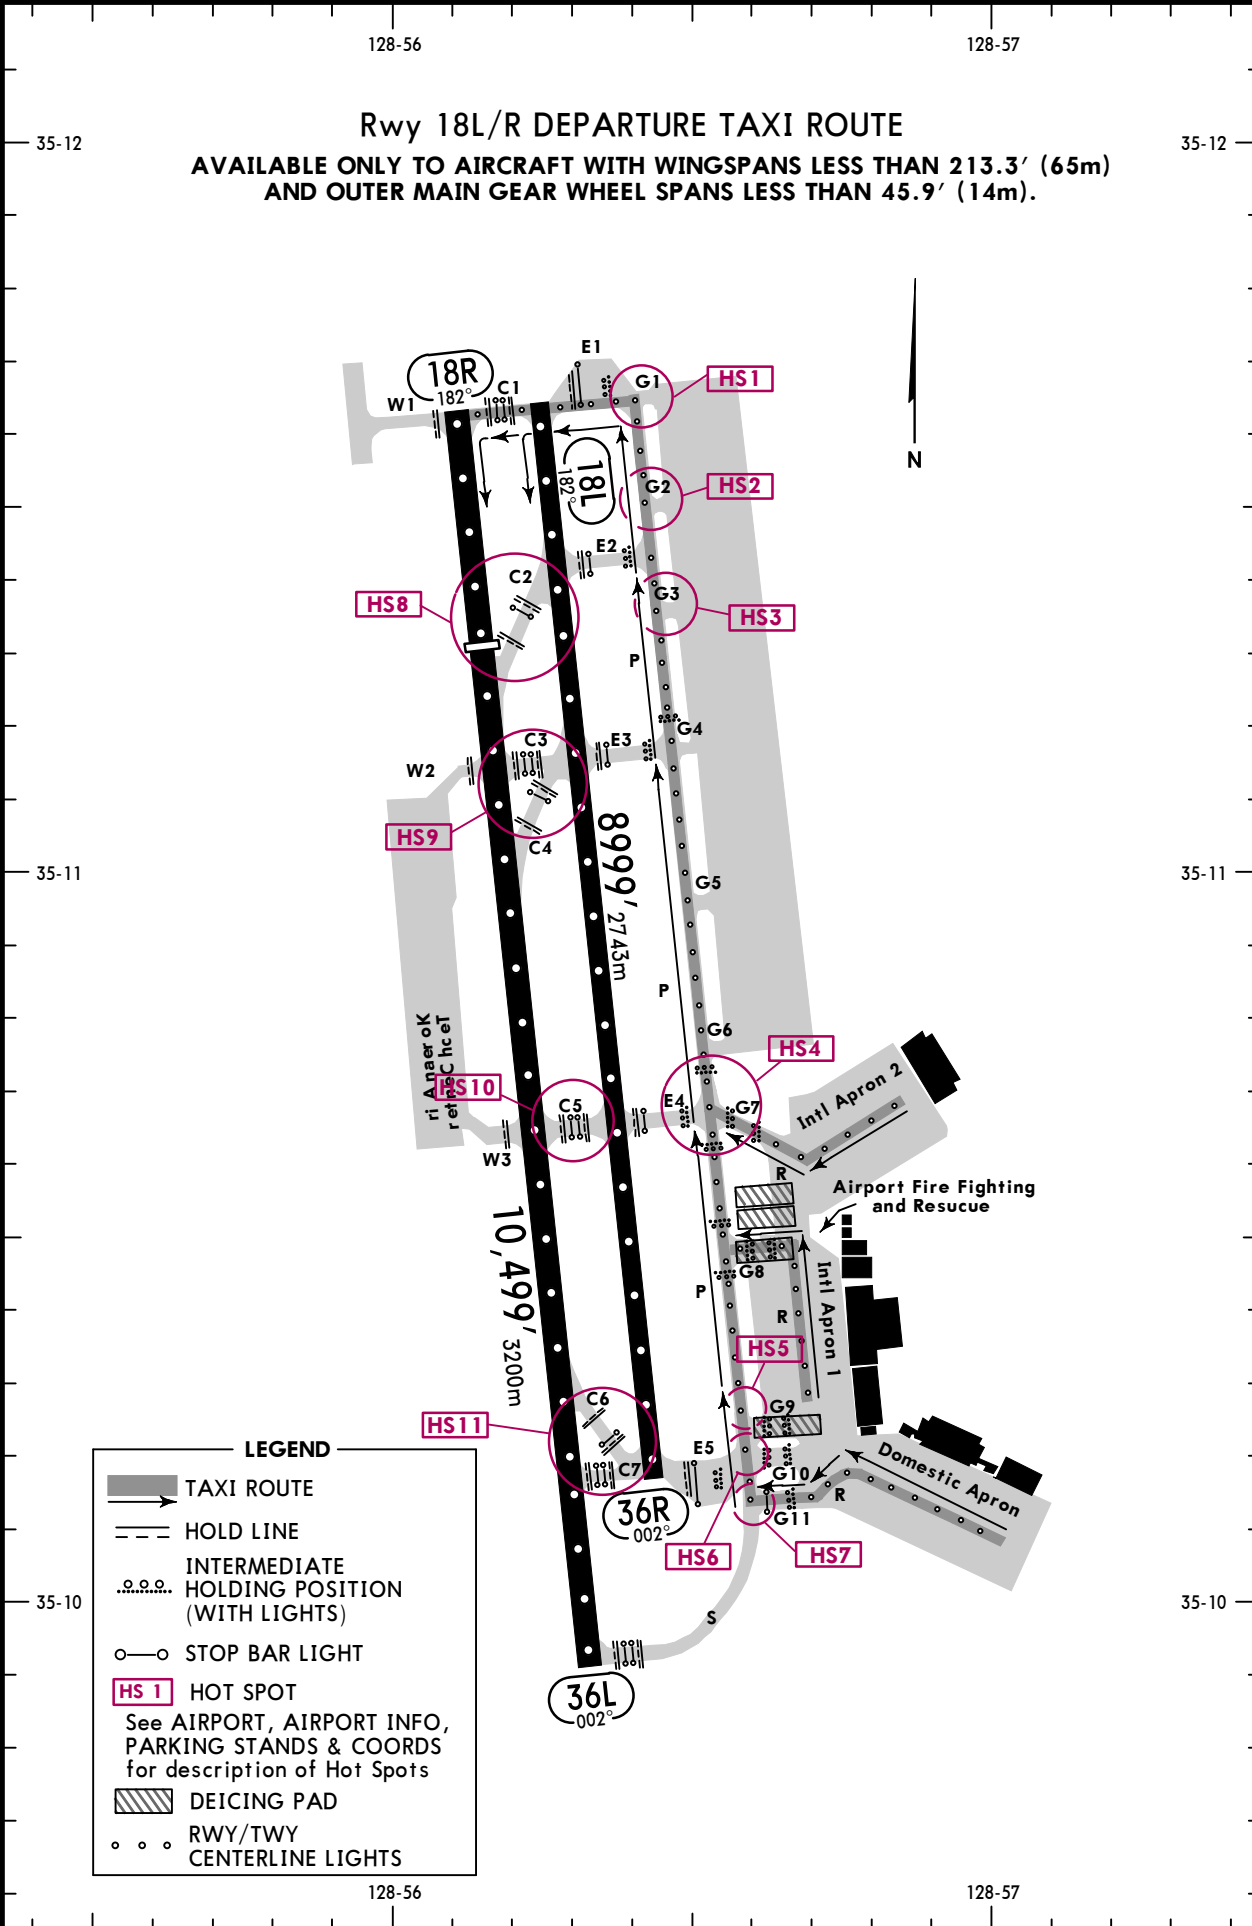 128-56
128-57
Rwy 18L/R DEPARTURE TAXI ROUTE
35-12
35-12
AVAILABLE ONLY TO AIRCRAFT WITH WINGSPANS LESS THAN 213.3′ (65m)
AND OUTER MAIN GEAR WHEEL SPANS LESS THAN 45.9′ (14m).
N
E1
G1
HS1
18R
182°
C1
W1
18L
182°
G2
HS2
E2
C2
G3
HS3
HS8
P
G4
C3
E3
W2
HS9
C4
8999′
2743m
35-11
35-11
G5
P
G6
HS4
ri A naer oK
retneC hceT
HS10
C5
E4
G7
Intl Apron 2
W3
R
Airport Fire Fighting
and Resucue
10,499′
3200m
G8
P
R
Intl Apron 1
HS5
C6
G9
HS11
C7
E5
G10
Domestic Apron
R
36R
002°
G11
HS6
HS7
35-10
35-10
S
36L
002°
LEGEND
TAXI ROUTE
HOLD LINE
INTERMEDIATE
HOLDING POSITION
(WITH LIGHTS)
STOP BAR LIGHT
HS 1 HOT SPOT
See AIRPORT, AIRPORT INFO,
PARKING STANDS & COORDS
for description of Hot Spots
DEICING PAD
RWY/TWY
CENTERLINE LIGHTS
128-56
128-57